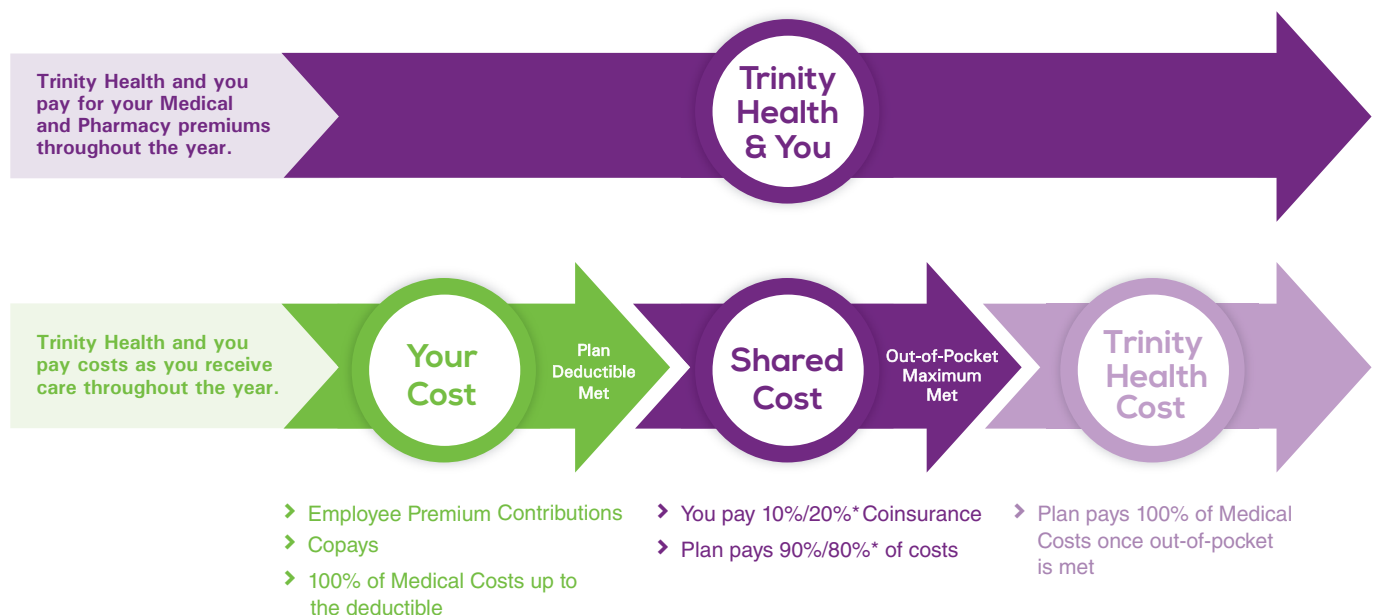 Trinity Health and you
pay for your Medical
and Pharmacy premiums
throughout the year.
Trinity
Health
& You
Trinity Health and you
pay costs as you receive
care throughout the year.
Your
Cost
Plan
Deductible
Met
Shared
Cost
Out-of-Pocket
Maximum
Met
Trinity
Health
Cost
Employee Premium Contributions
Copays
100% of Medical Costs up to
the deductible
You pay 10%/20%* Coinsurance
Plan pays 90%/80%* of costs
Plan pays 100% of Medical
Costs once out-of-pocket
is met